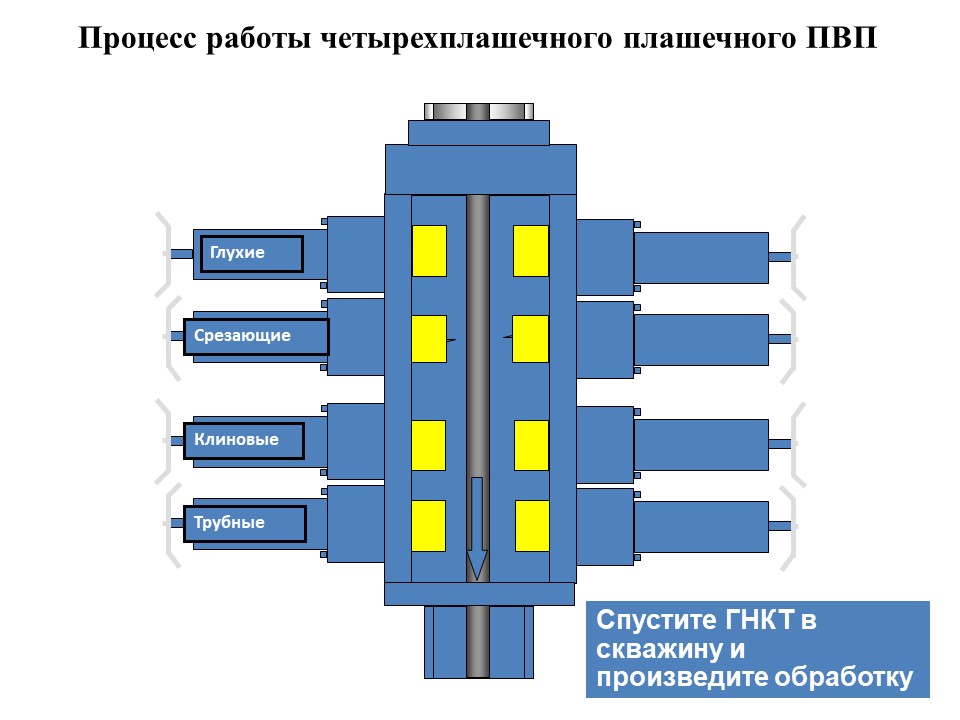 Процесс работы четырехплашечного плашечного ПВП
Глухие
Срезающие
Клиновые
Трубные
Спустите ГНКТ в
скважину и
произведите обработку